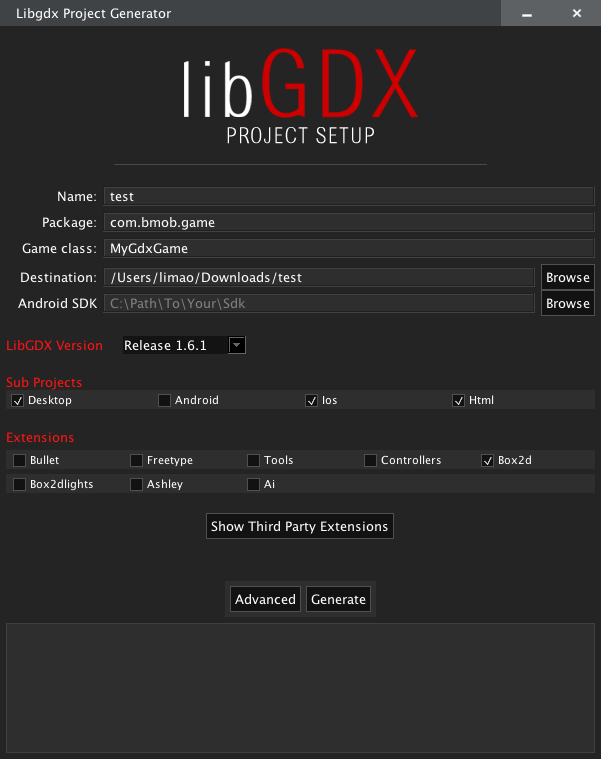 Libgdx Project Generator
libGDX
PROJECT SETUP
Name: test
Package: com.bmob.game
Game class: MyGdxGame
Destination: /Users/limao/Downloads/test Browse
Android SDK C:\Path\To\Your\Sdk Browse
LibGDX Version Release 1.6.1
Sub Projects
Desktop Android Ios Html
Extensions
Bullet Freetype Tools Controllers Box2d
Box2dlights Ashley Ai
Show Third Party Extensions
Advanced Generate